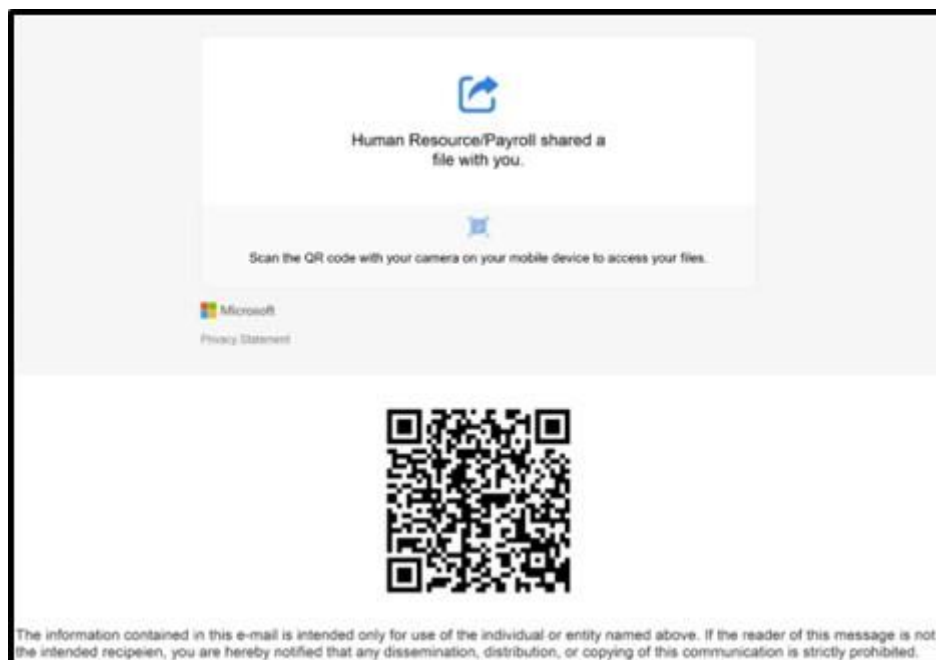 Human Resource/Payroll shared a
file with you.
Scan the QR code with your camera on your mobile device to access your files.
Microsoft
Privacy Statement
The information contained in this e-mail is intended only for use of the individual or entity named above. If the reader of this message is not
the intended recipeien, you are hereby notified that any dissemination, distribution, or copying of this communication is strictly prohibited.